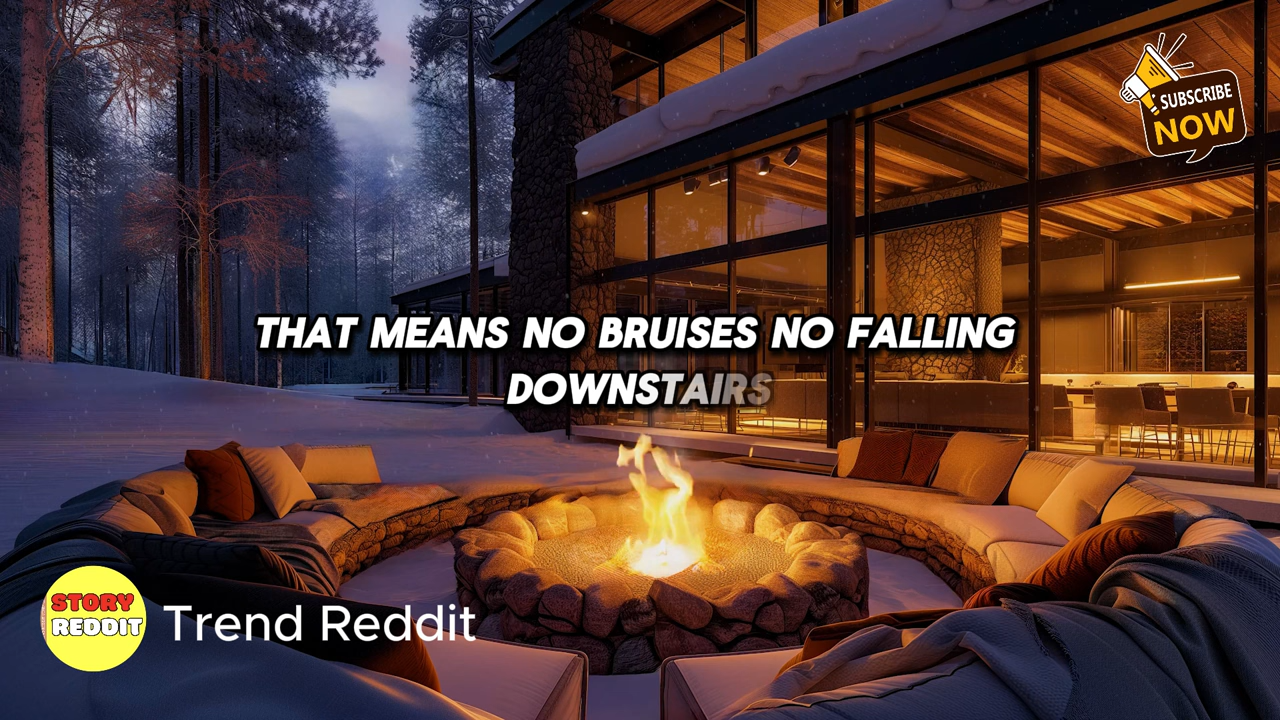 SUBSCRIBE
NOW
THAT MEANS NO BRUISES NO FALLING
DOWNSTAIRS
STORY
REDDIT
Trend Reddit